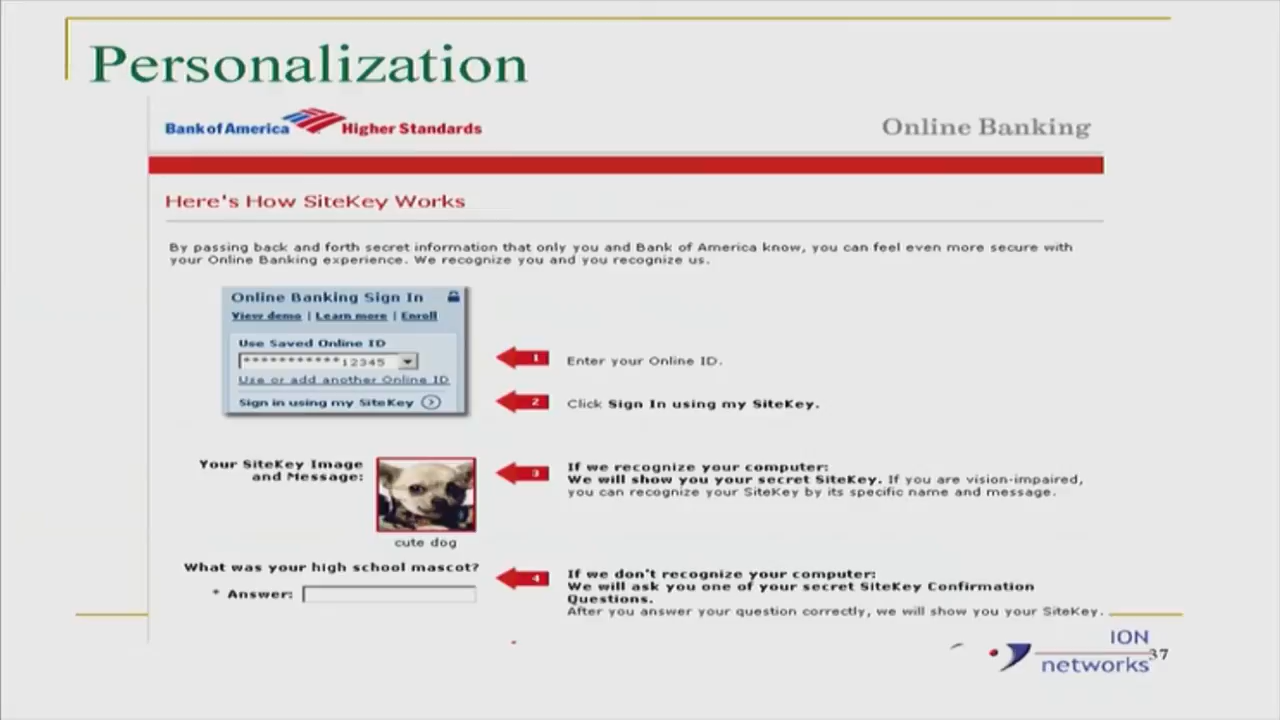 Personalization
Bank of America Higher Standards
Online Banking
Here's How SiteKey Works
By passing back and forth secret information that only you and Bank of America know, you can feel even more secure with
your Online Banking experience. We recognize you and you recognize us.
Online Banking Sign In
View demo | Learn more | Enroll
Use Saved Online ID
***********12345
Use or add another Online ID
Sign in using my SiteKey
1 Enter your Online ID.
2 Click Sign In using my SiteKey.
Your SiteKey Image
and Message:
cute dog
3 If we recognize your computer:
We will show you your secret SiteKey. If you are vision-impaired,
you can recognize your SiteKey by its specific name and message.
What was your high school mascot?
* Answer:
4 If we don't recognize your computer:
We will ask you one of your secret SiteKey Confirmation
Questions.
After you answer your question correctly, we will show you your SiteKey.
ION
networks
37